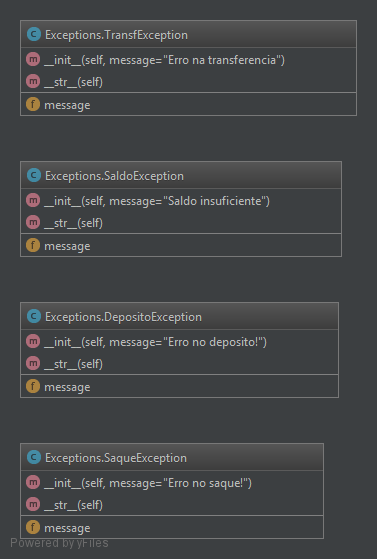 C Exceptions.TransfException
m __init__(self, message="Erro na transferencia")
m __str__(self)
f message
C Exceptions.SaldoException
m __init__(self, message="Saldo insuficiente")
m __str__(self)
f message
C Exceptions.DepositoException
m __init__(self, message="Erro no deposito!")
m __str__(self)
f message
C Exceptions.SaqueException
m __init__(self, message="Erro no saque!")
m __str__(self)
f message
Powered by yFiles